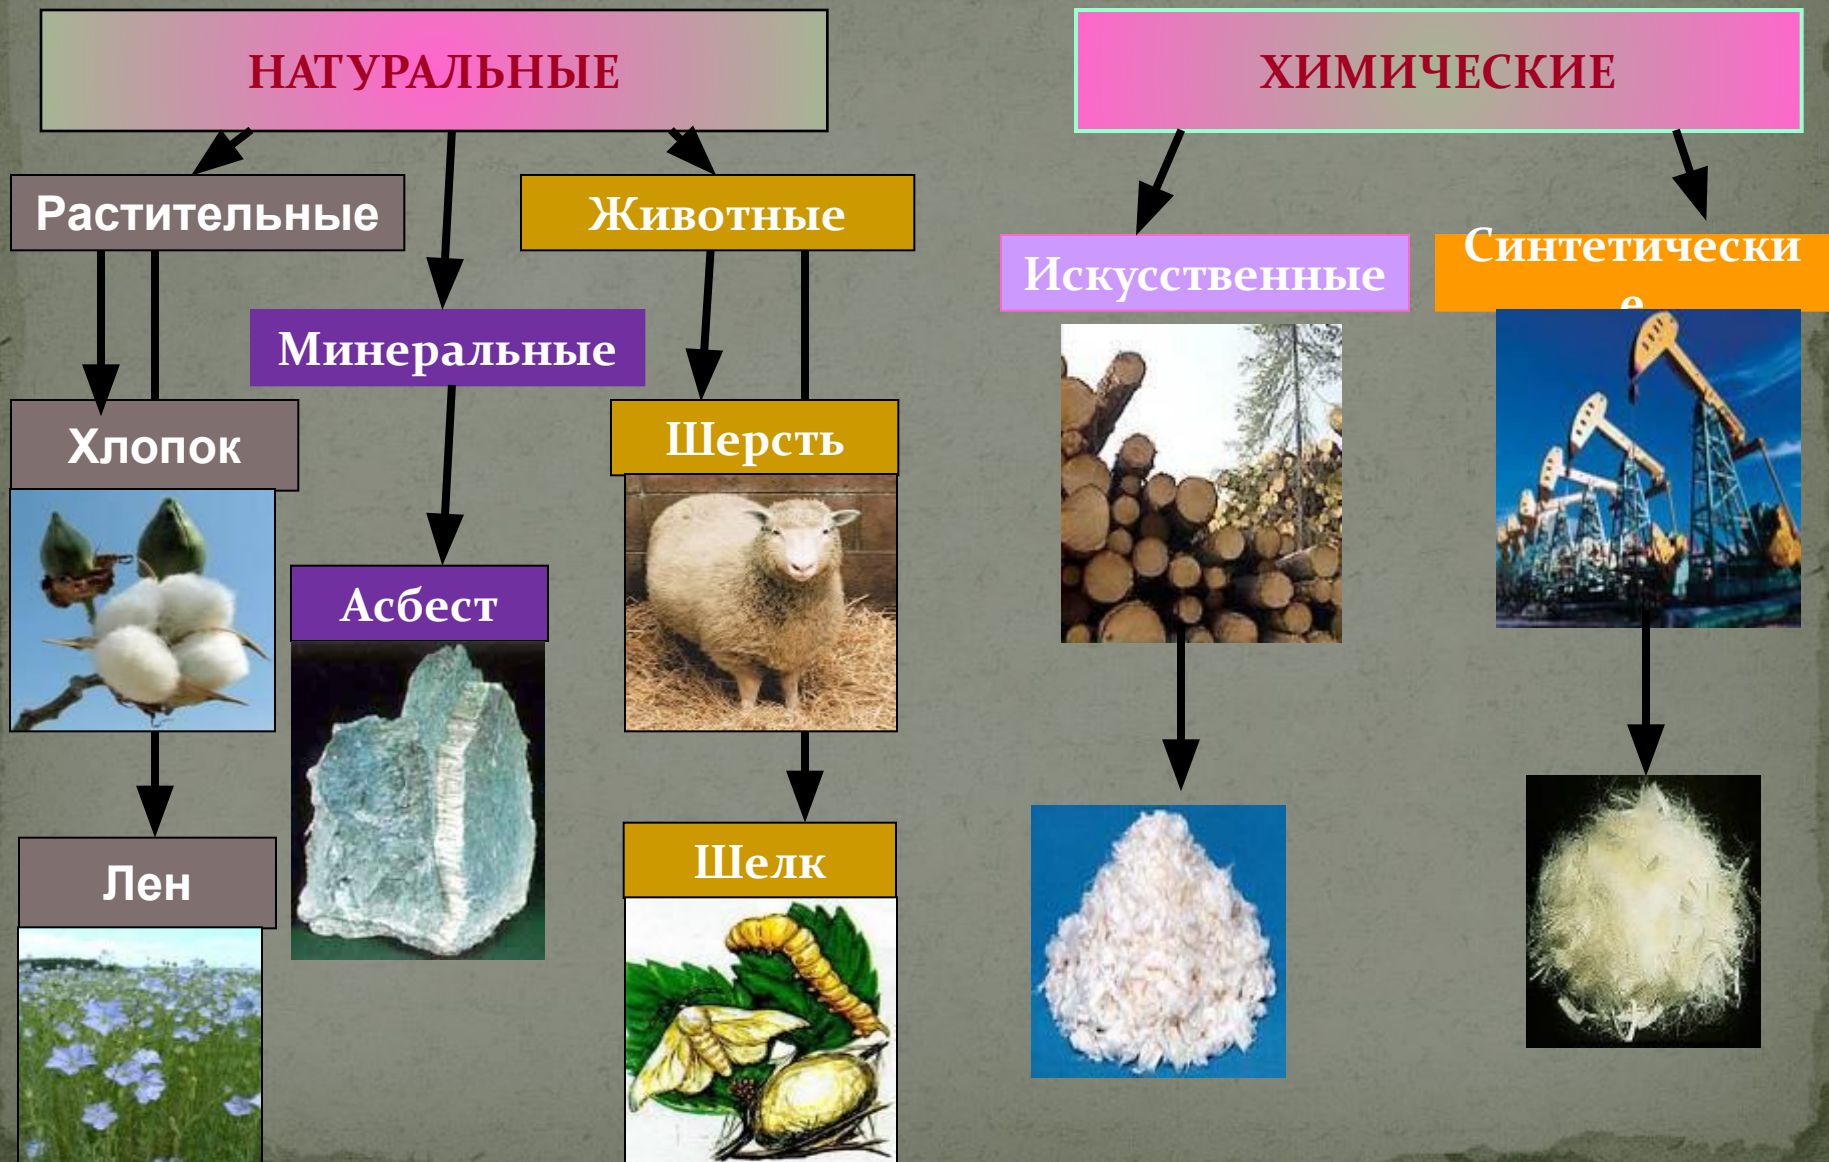 НАТУРАЛЬНЫЕ
ХИМИЧЕСКИЕ
Растительные
Животные
Искусственные
Синтетически
е
Минеральные
Хлопок
Шерсть
Асбест
Лен
Шелк